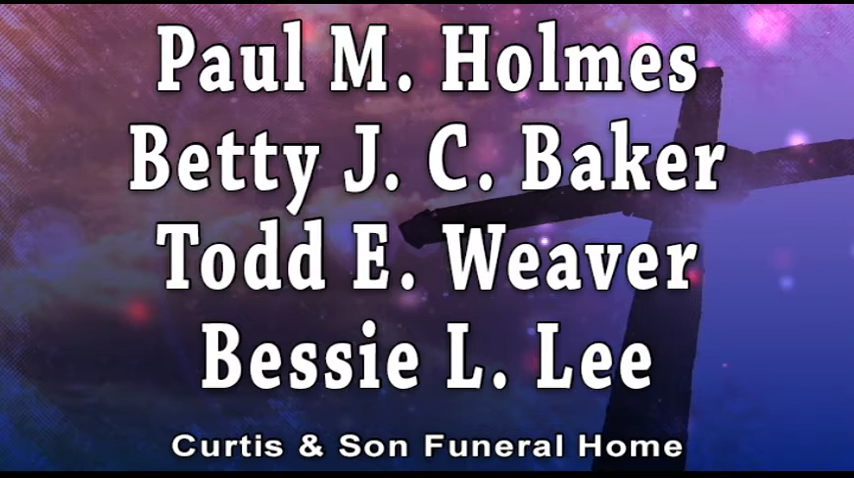 Paul M. Holmes
Betty J. C. Baker
Todd E. Weaver
Bessie L. Lee
Curtis & Son Funeral Home